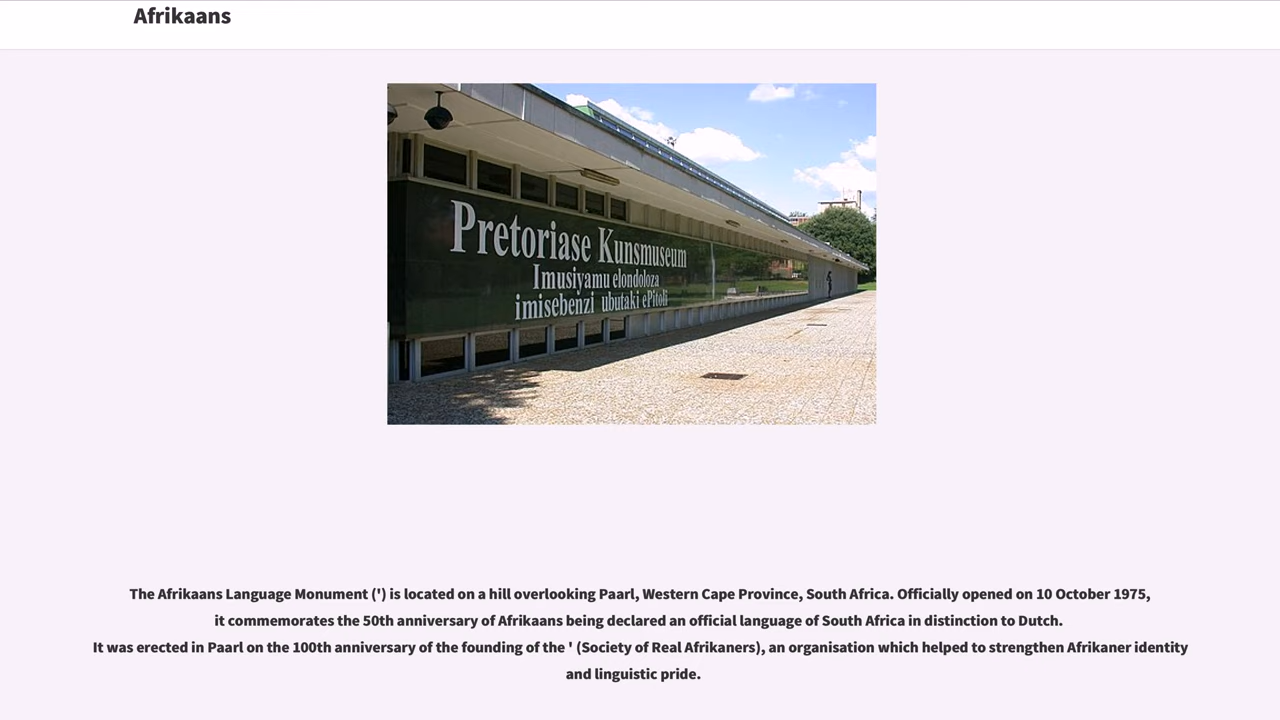 Afrikaans
Pretoriase Kunsmuseum
Imusiyamu elondoloza
imisebenzi ubutaki ePitoli
The Afrikaans Language Monument (') is located on a hill overlooking Paarl, Western Cape Province, South Africa. Officially opened on 10 October 1975,
it commemorates the 50th anniversary of Afrikaans being declared an official language of South Africa in distinction to Dutch.
It was erected in Paarl on the 100th anniversary of the founding of the ' (Society of Real Afrikaners), an organisation which helped to strengthen Afrikaner identity
and linguistic pride.